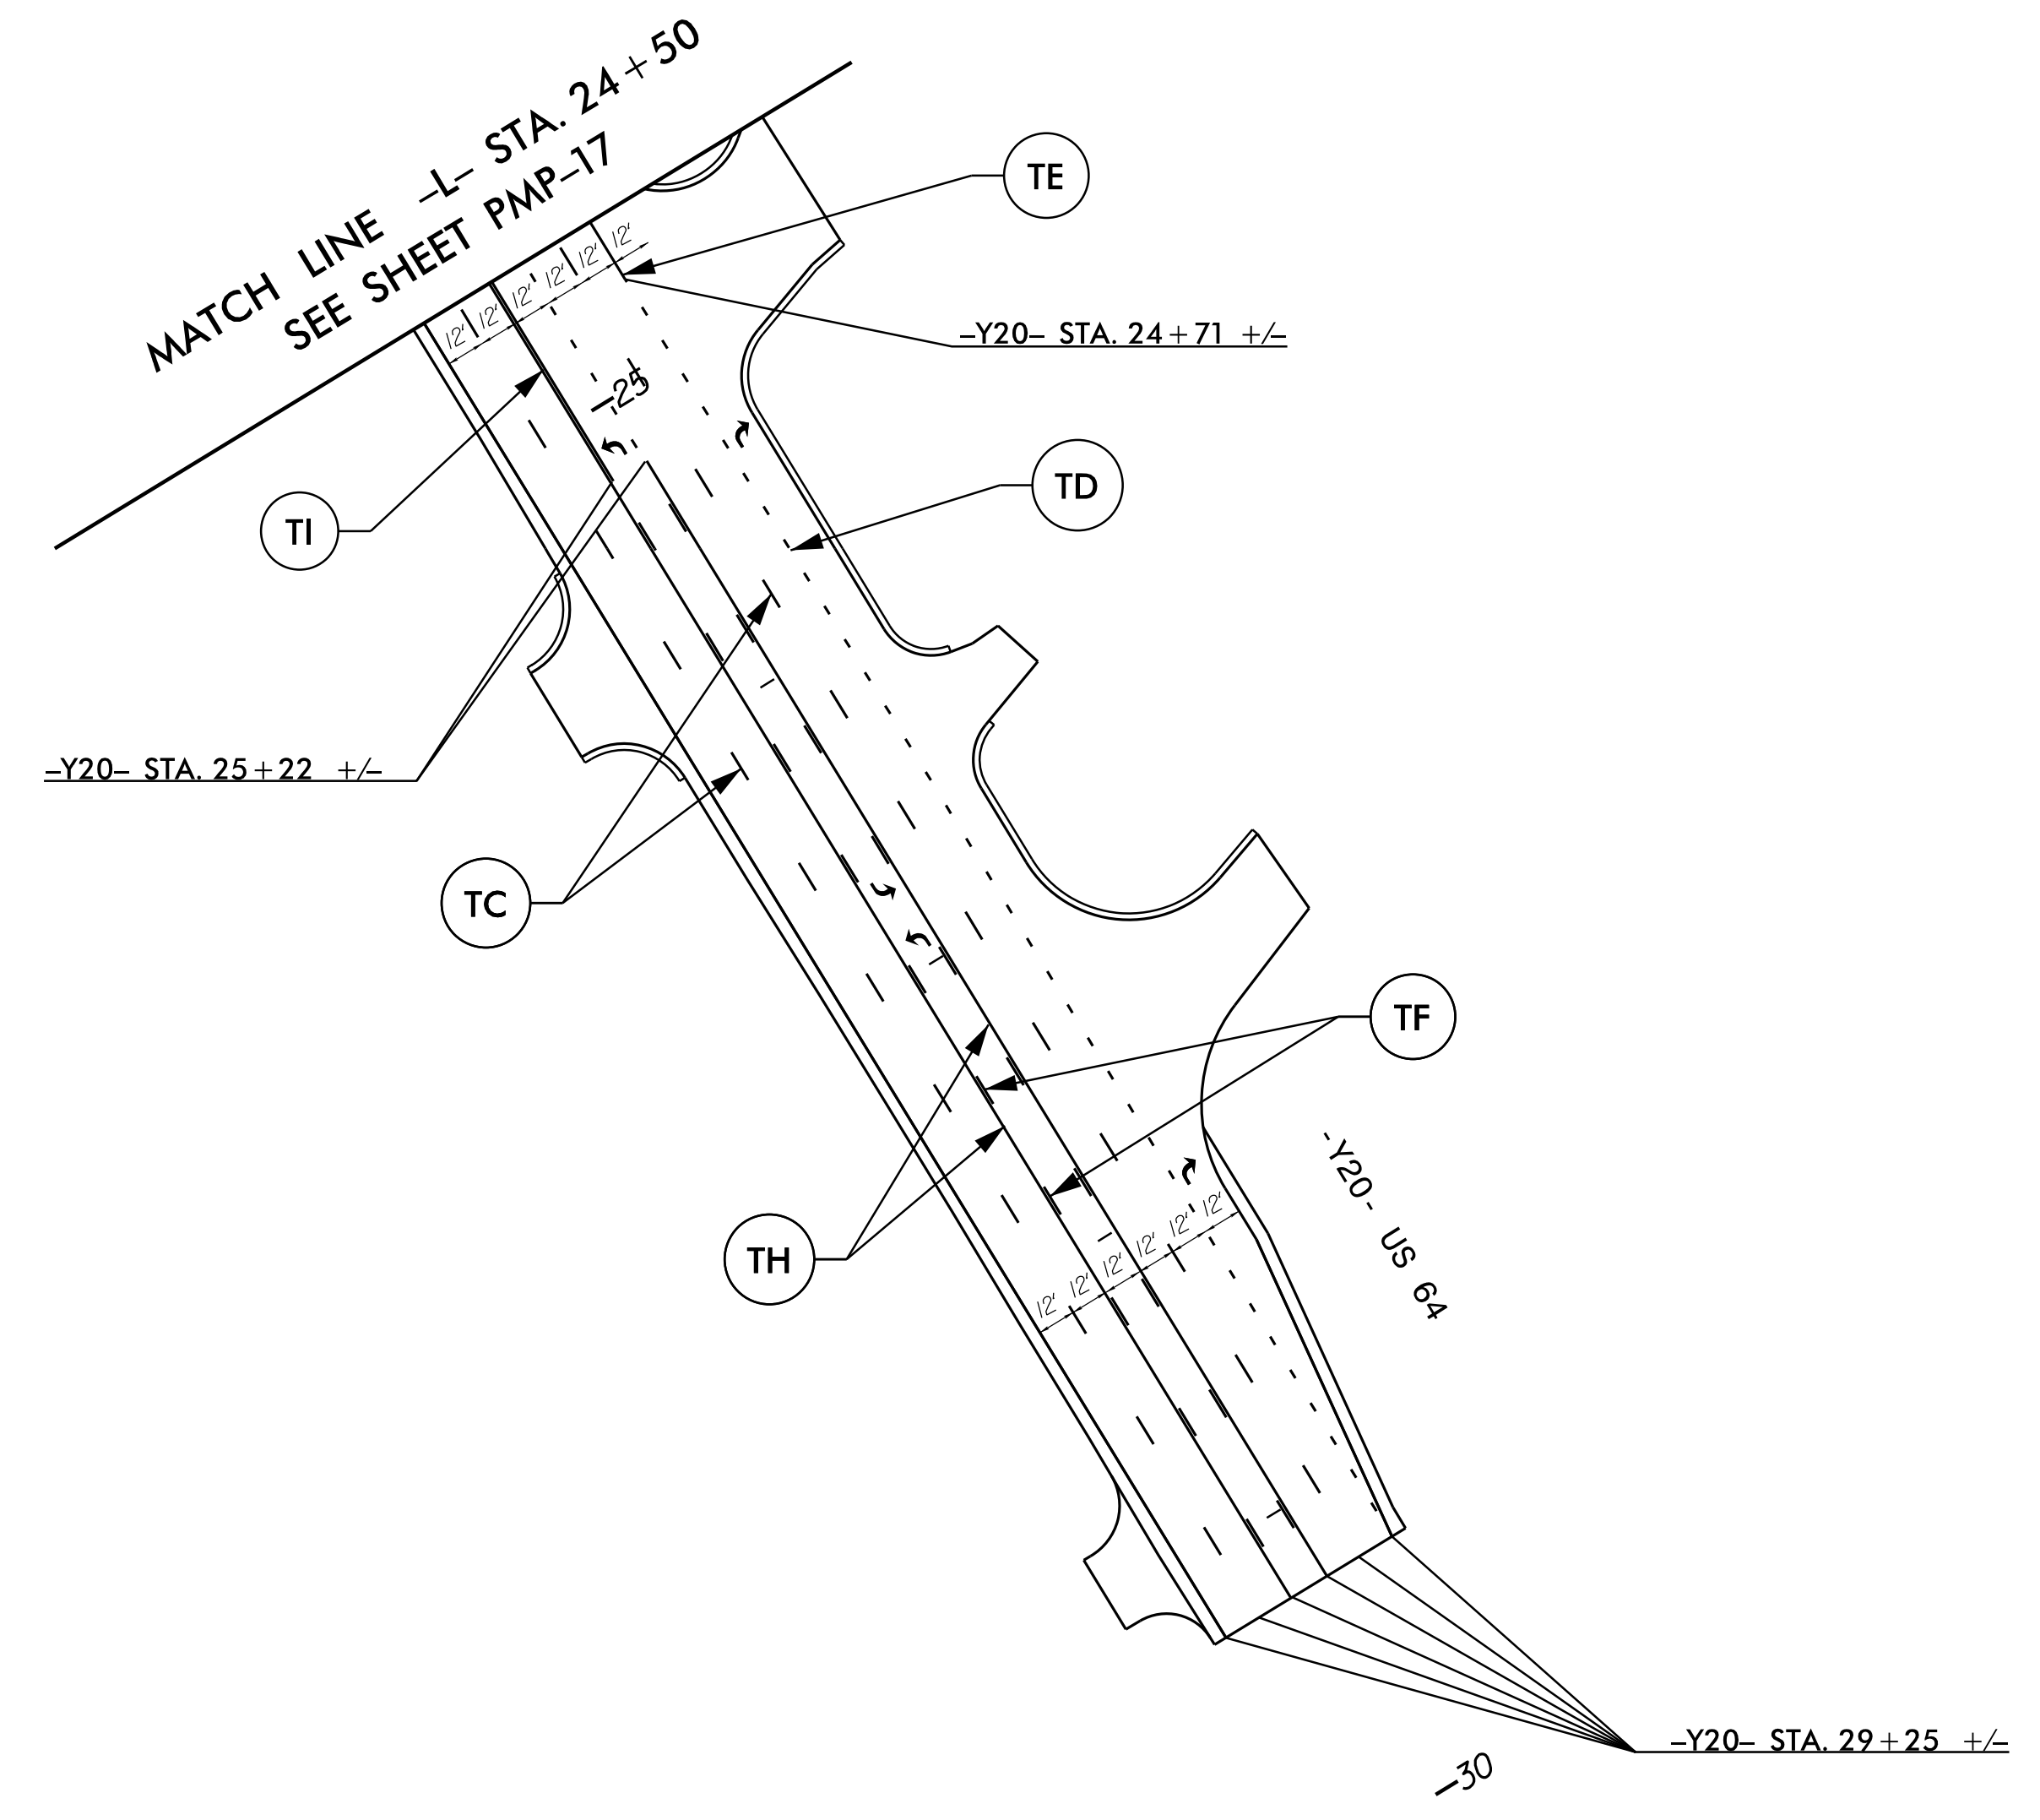 MATCH LINE -L- STA. 24+50
SEE SHEET PMP-17
TE
12' 12' 12' 12' 12' 12'
-Y20- STA. 24+71 +/-
25
TD
TI
-Y20- STA. 25+22 +/-
TC
TF
-Y20- US 64
TH
12' 12' 12' 12' 12' 12'
-Y20- STA. 29+25 +/-
30